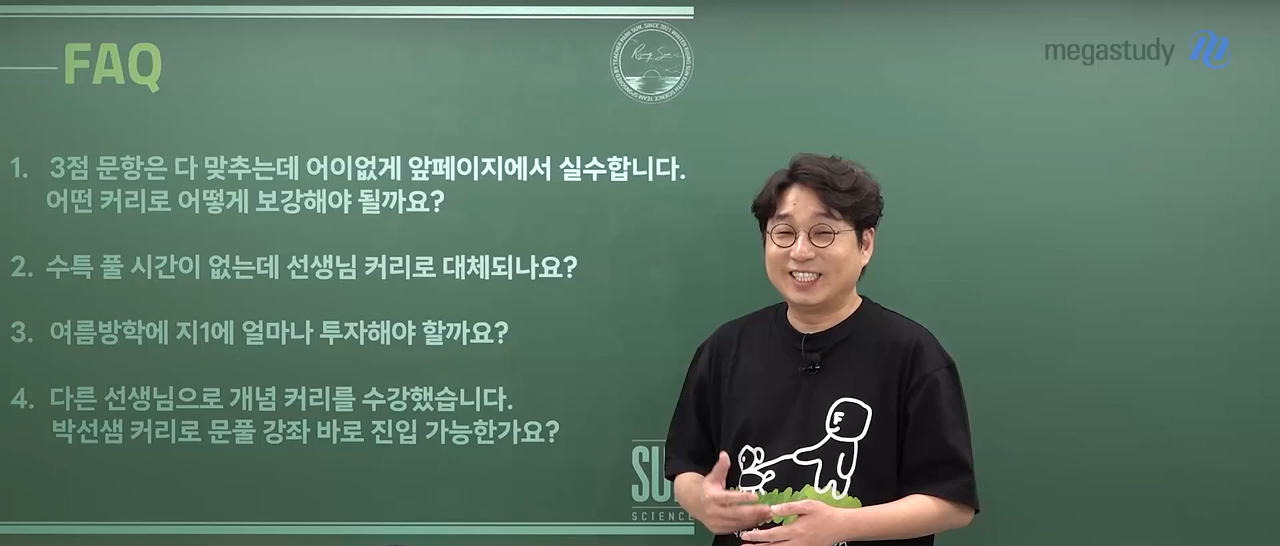 FAQ
megastudy
1. 3점 문항은 다 맞추는데 어이없게 앞페이지에서 실수합니다.
어떤 커리로 어떻게 보강해야 될까요?
2. 수특 풀 시간이 없는데 선생님 커리로 대체되나요?
3. 여름방학에 지1에 얼마나 투자해야 할까요?
4. 다른 선생님으로 개념 커리를 수강했습니다.
박선쌤 커리로 문풀 강좌 바로 진입 가능한가요?
SU
SCIENCE